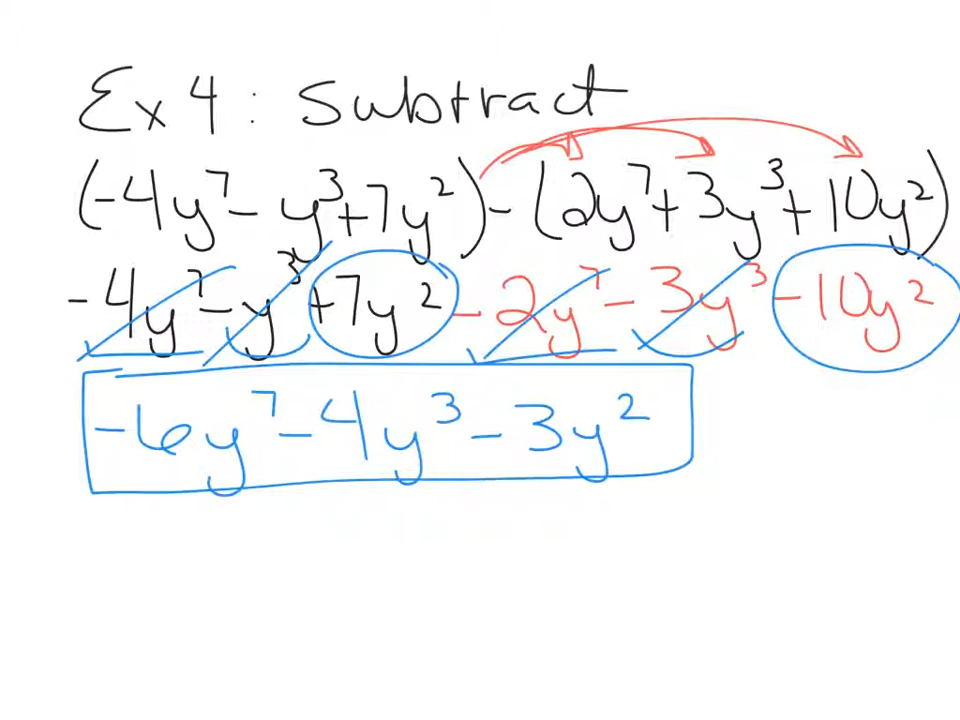 Ex 4: Subtract
(-4y⁷ - y³ + 7y²) - (2y⁷ + 3y³ + 10y²)
-4y⁷ - y³ + 7y² - 2y⁷ - 3y³ - 10y²
-6y⁷ - 4y³ - 3y²